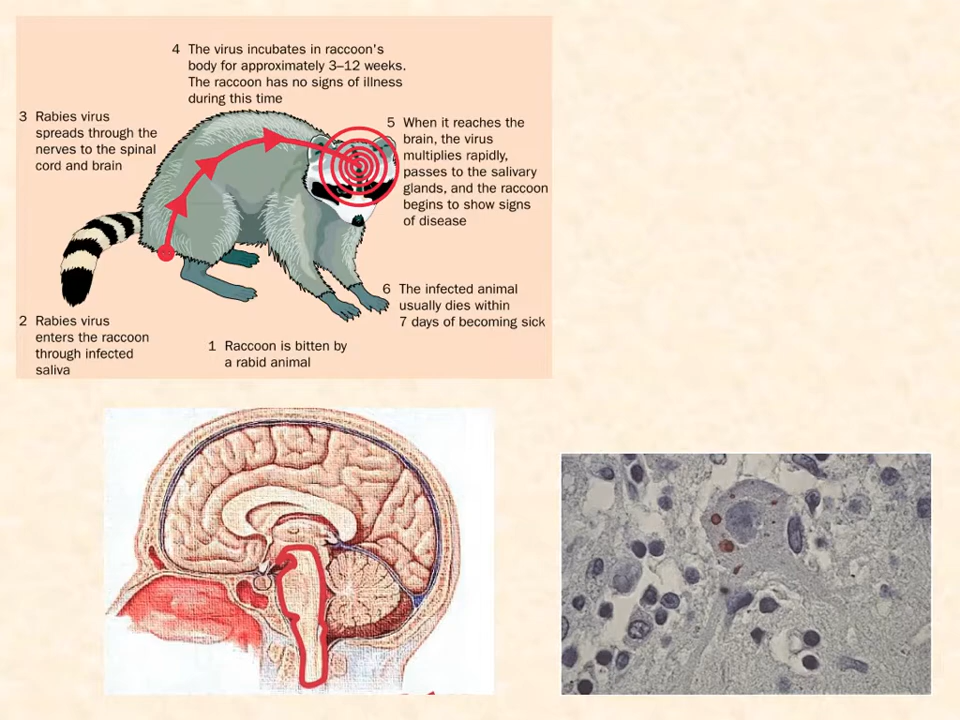 4 The virus incubates in raccoon's
body for approximately 3–12 weeks.
The raccoon has no signs of illness
during this time
3 Rabies virus
spreads through the
nerves to the spinal
cord and brain
5 When it reaches the
brain, the virus
multiplies rapidly,
passes to the salivary
glands, and the raccoon
begins to show signs
of disease
6 The infected animal
usually dies within
7 days of becoming sick
2 Rabies virus
enters the raccoon
through infected
saliva
1 Raccoon is bitten by
a rabid animal